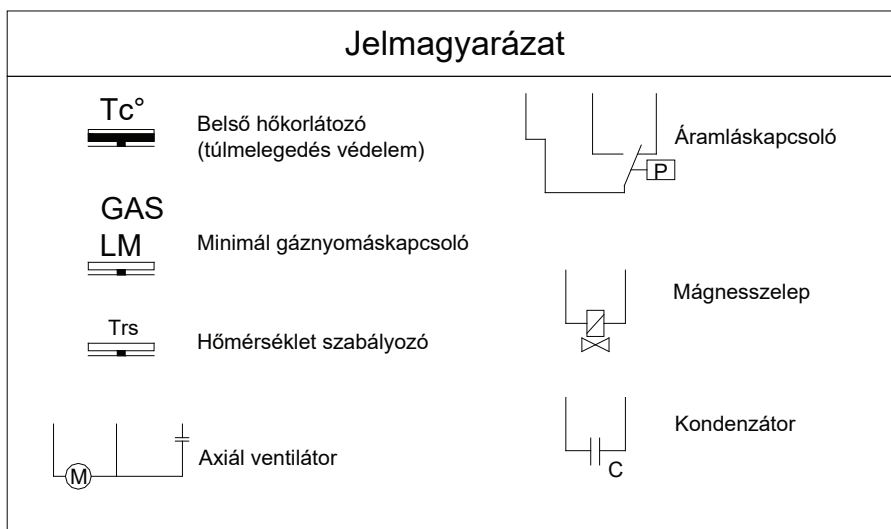 Jelmagyarázat
Tc°
Belső hőkorlátozó
(túlmelegedés védelem)
GAS
LM
Minimál gáznyomáskapcsoló
Trs
Hőmérséklet szabályozó
M
Axiál ventilátor
Áramláskapcsoló
P
Mágnesszelep
Kondenzátor
C